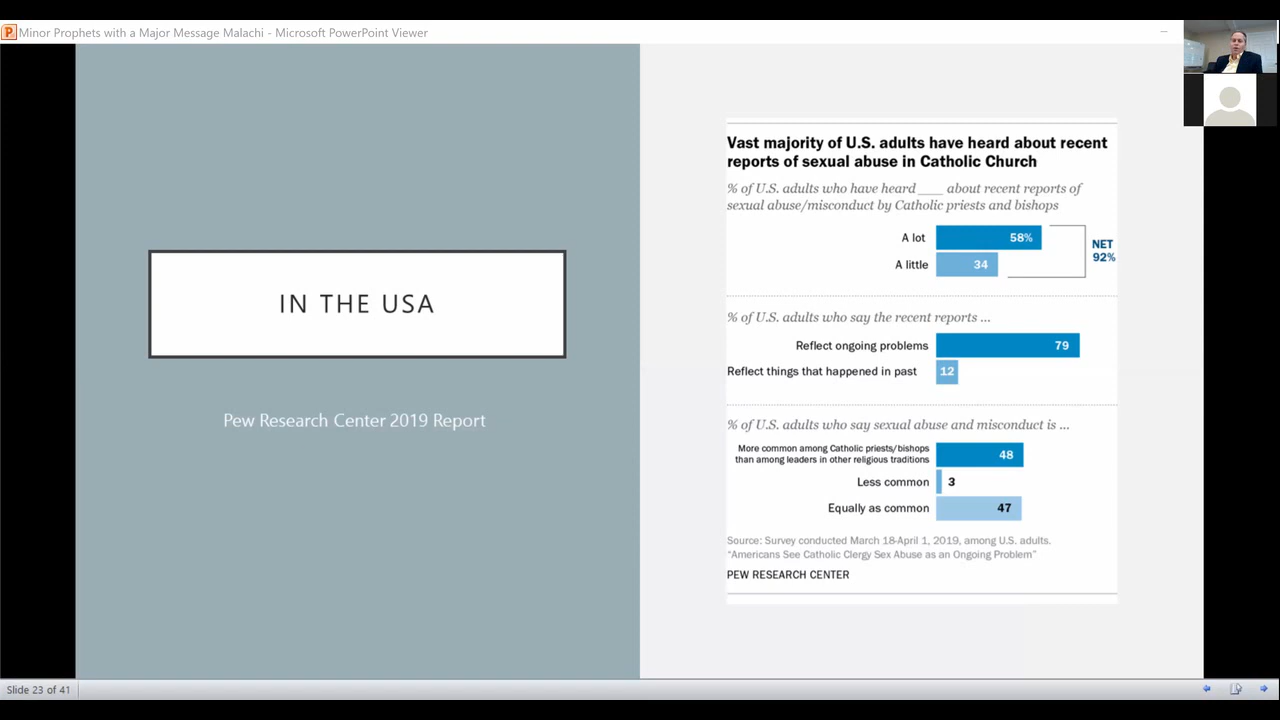 Minor Prophets with a Major Message Malachi - Microsoft PowerPoint Viewer
IN THE USA
Pew Research Center 2019 Report
Vast majority of U.S. adults have heard about recent
reports of sexual abuse in Catholic Church
% of U.S. adults who have heard ____ about recent reports of
sexual abuse/misconduct by Catholic priests and bishops
A lot 58%
A little 34
NET
92%
% of U.S. adults who say the recent reports ...
Reflect ongoing problems 79
Reflect things that happened in past 12
% of U.S. adults who say sexual abuse and misconduct is ...
More common among Catholic priests/bishops
than among leaders in other religious traditions 48
Less common 3
Equally as common 47
Source: Survey conducted March 18-April 1, 2019, among U.S. adults.
“Americans See Catholic Clergy Sex Abuse as an Ongoing Problem”
PEW RESEARCH CENTER
Slide 23 of 41